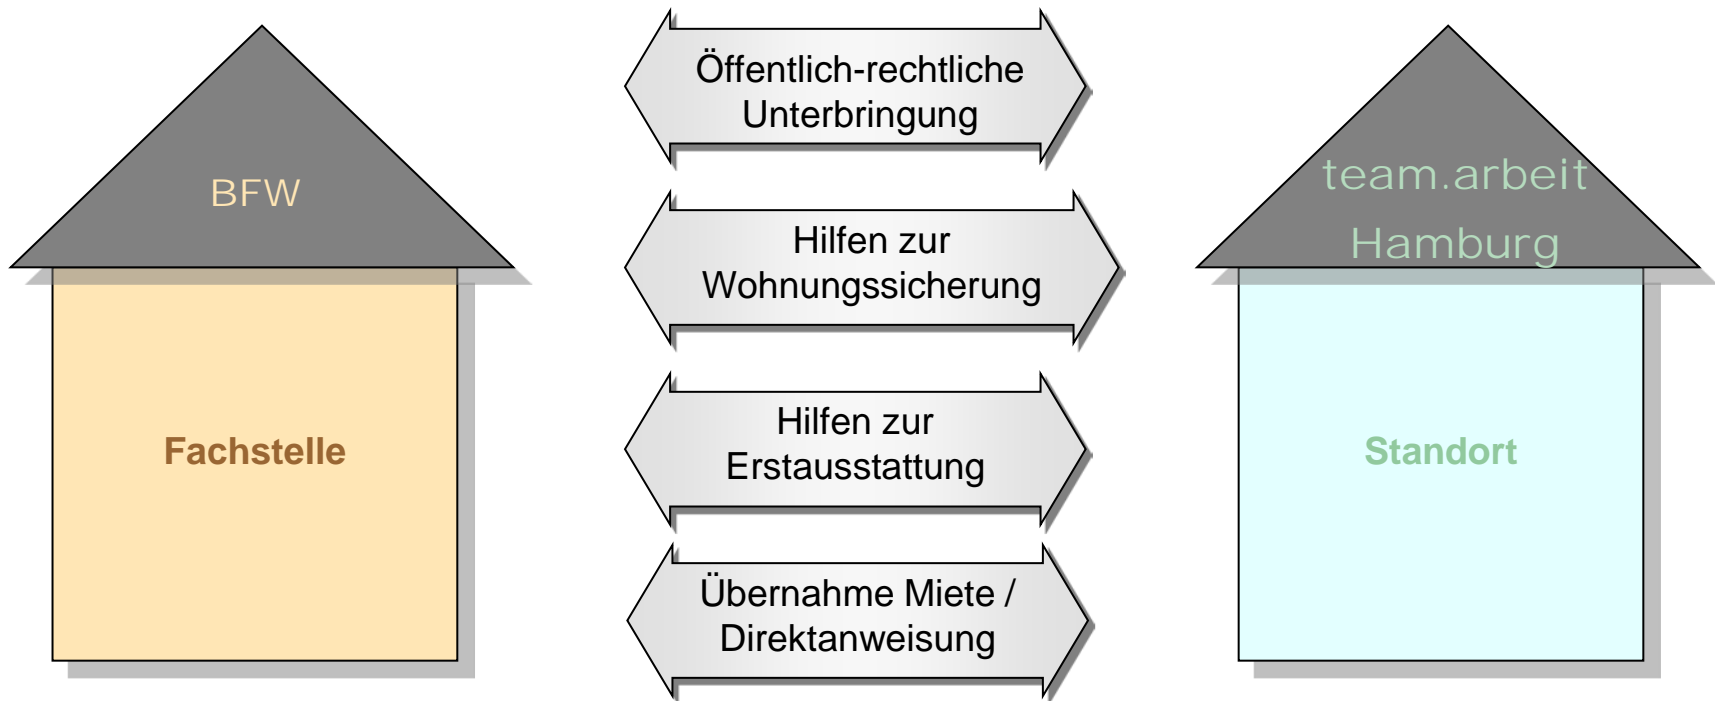 BFW
Fachstelle
Öffentlich-rechtliche
Unterbringung
Hilfen zur
Wohnungssicherung
Hilfen zur
Erstausstattung
Übernahme Miete /
Direktanweisung
team.arbeit
Hamburg
Standort